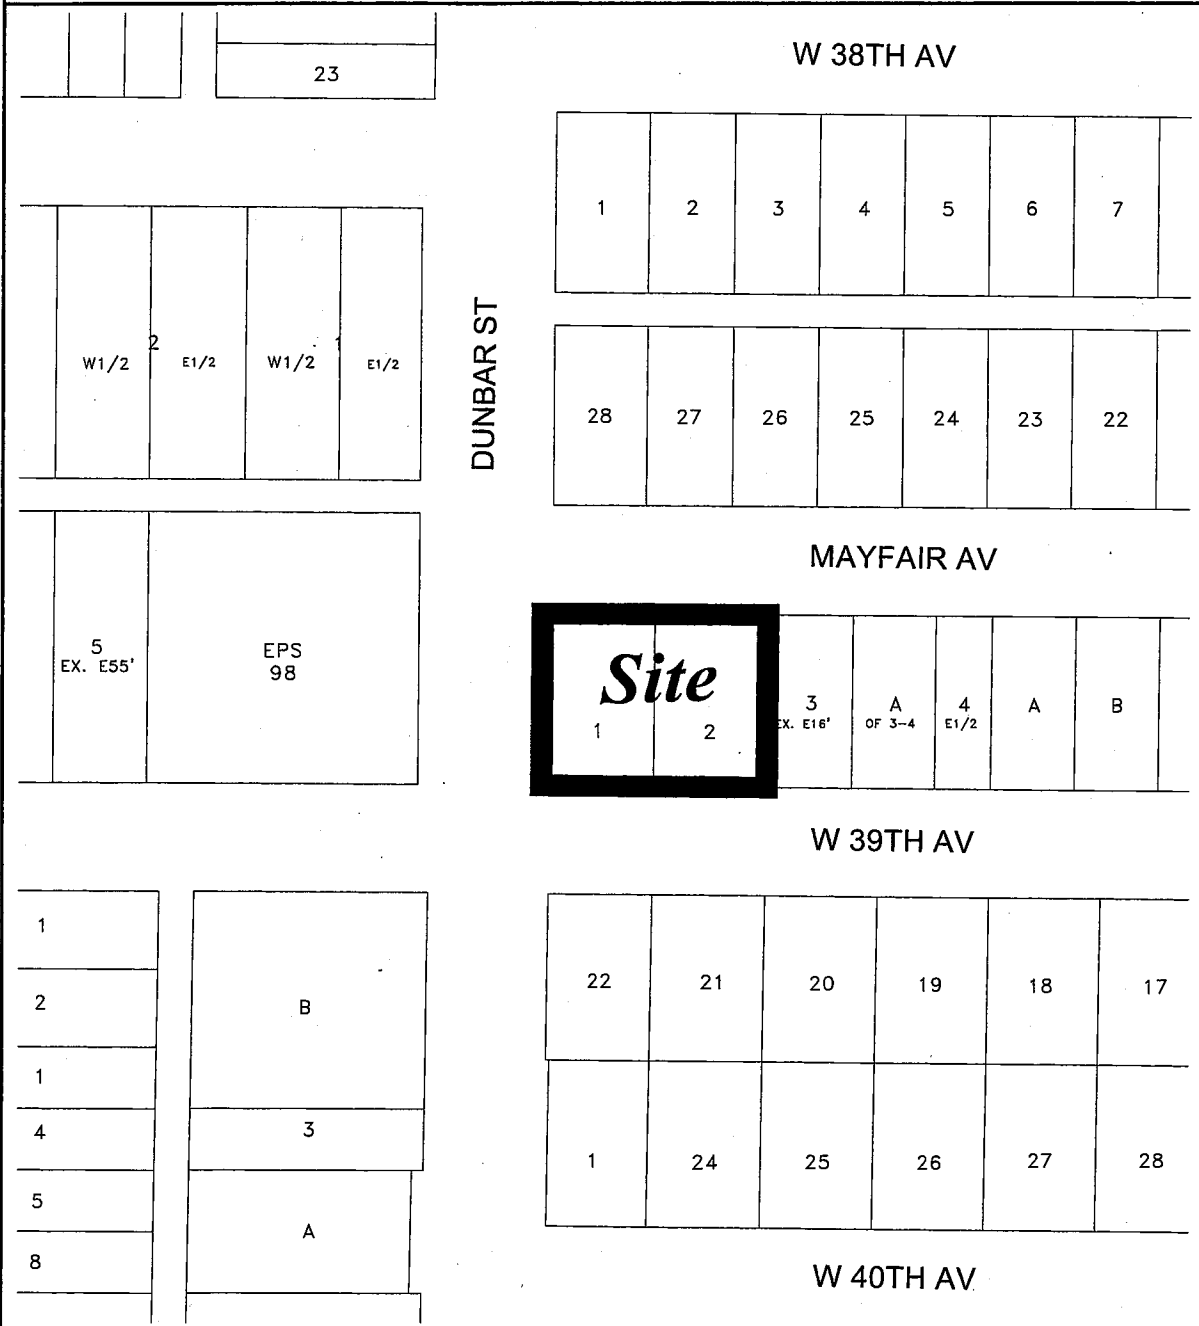 W 38TH AV
23
1 2 3 4 5 6 7
DUNBAR ST
2 1
W1/2 E1/2 W1/2 E1/2
28 27 26 25 24 23 22
MAYFAIR AV
5
EX. E55'
EPS
98
Site
1 2
3
EX. E16'
A
OF 3-4
4
E1/2
A
B
W 39TH AV
1
2
1
4
5
8
B
3
A
22 21 20 19 18 17
1 24 25 26 27 28
W 40TH AV